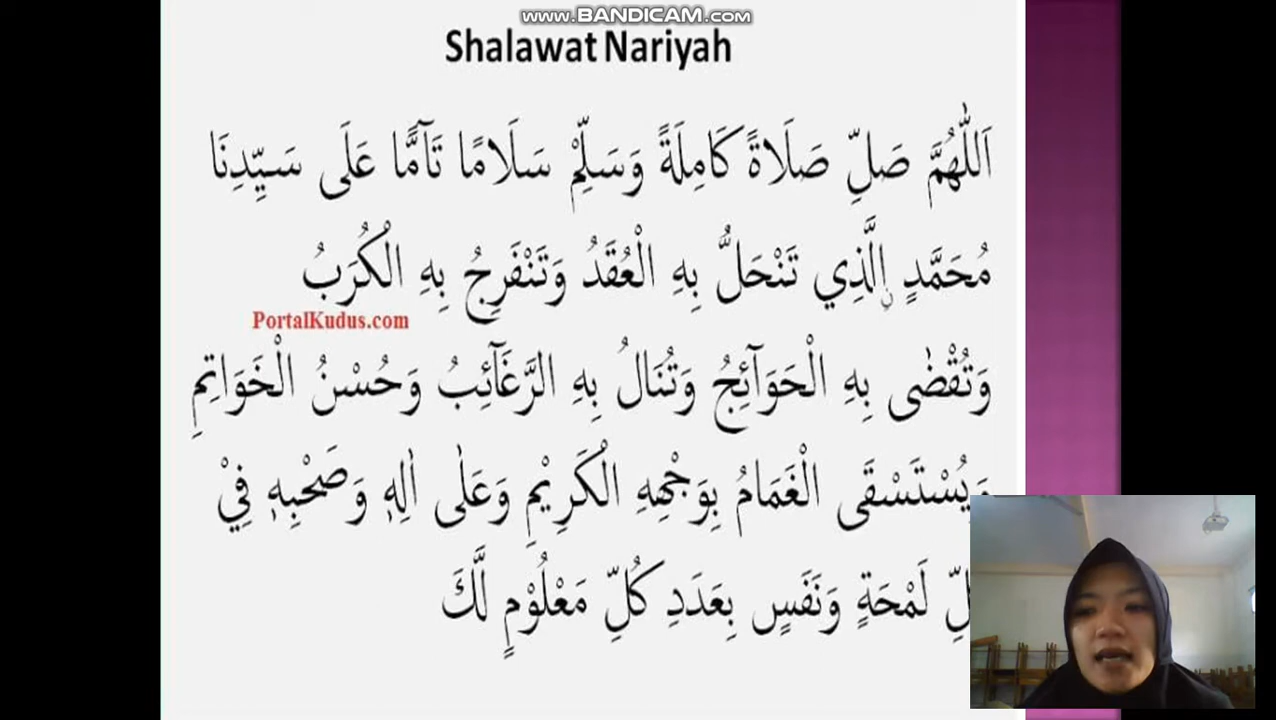 www.BANDICAM.com
Shalawat Nariyah
اَللّٰهُمَّ صَلِّ صَلَاةً كَامِلَةً وَسَلِّمْ سَلَامًا تَآمًّا عَلَى سَيِّدِنَا
مُحَمَّدٍ ࣙالَّذِي تَنْحَلُّ بِهِ الْعُقَدُ وَتَنْفَرِجُ بِهِ الْكُرَبُ
PortalKudus.com
وَتُقْضٰى بِهِ الْحَوَآئِجُ وَتُنَالُ بِهِ الرَّغَآئِبُ وَحُسْنُ الْخَوَاتِمِ
وَيُسْتَسْقَى الْغَمَامُ بِوَجْهِهِ الْكَرِيْمِ وَعَلٰى اٰلِهٖ وَصَحْبِهٖ فِيْ
لَمْحَةٍ وَنَفَسٍ بِعَدَدِ كُلِّ مَعْلُوْمٍ لَّكَ